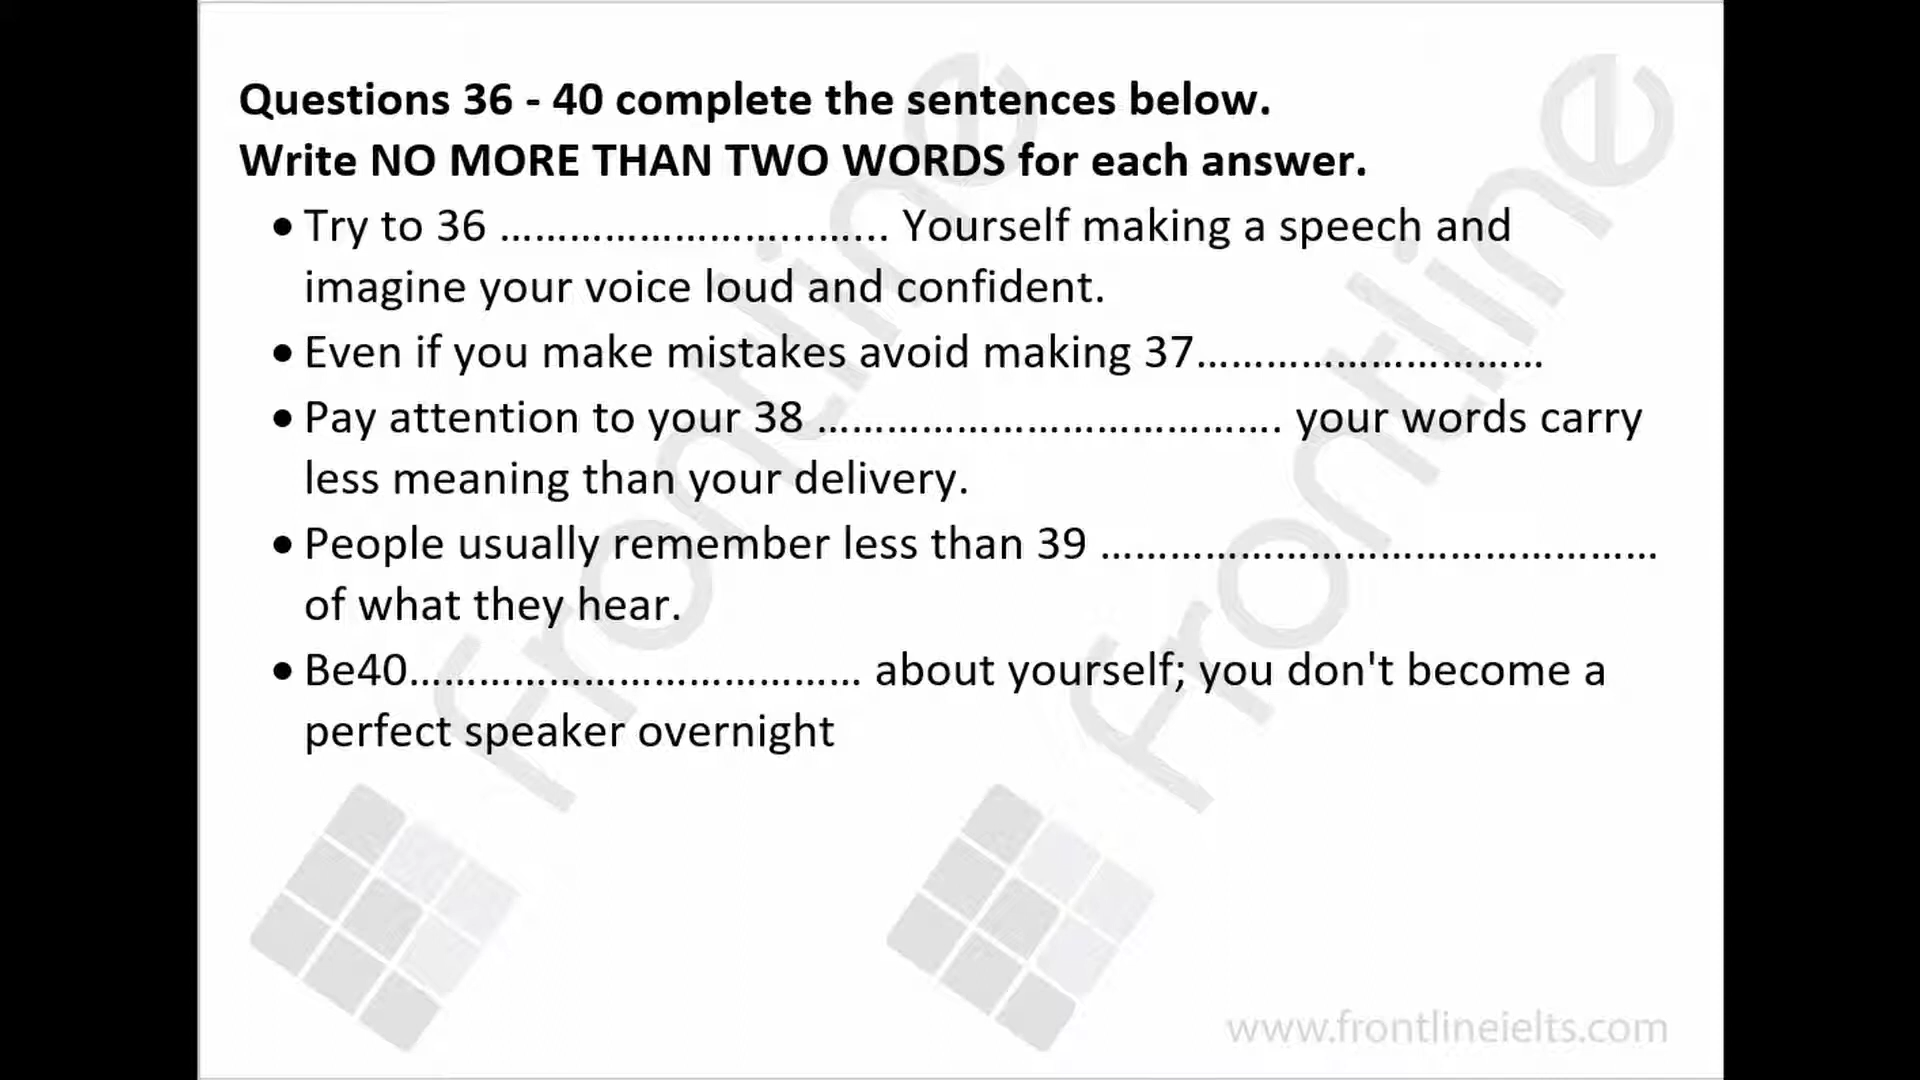 Questions 36 - 40 complete the sentences below.
Write NO MORE THAN TWO WORDS for each answer.
• Try to 36 ................................. Yourself making a speech and
imagine your voice loud and confident.
• Even if you make mistakes avoid making 37..............................
• Pay attention to your 38 ........................................ your words carry
less meaning than your delivery.
• People usually remember less than 39 ................................................
of what they hear.
• Be40....................................... about yourself; you don't become a
perfect speaker overnight
frontline
frontline
www.frontlineielts.com